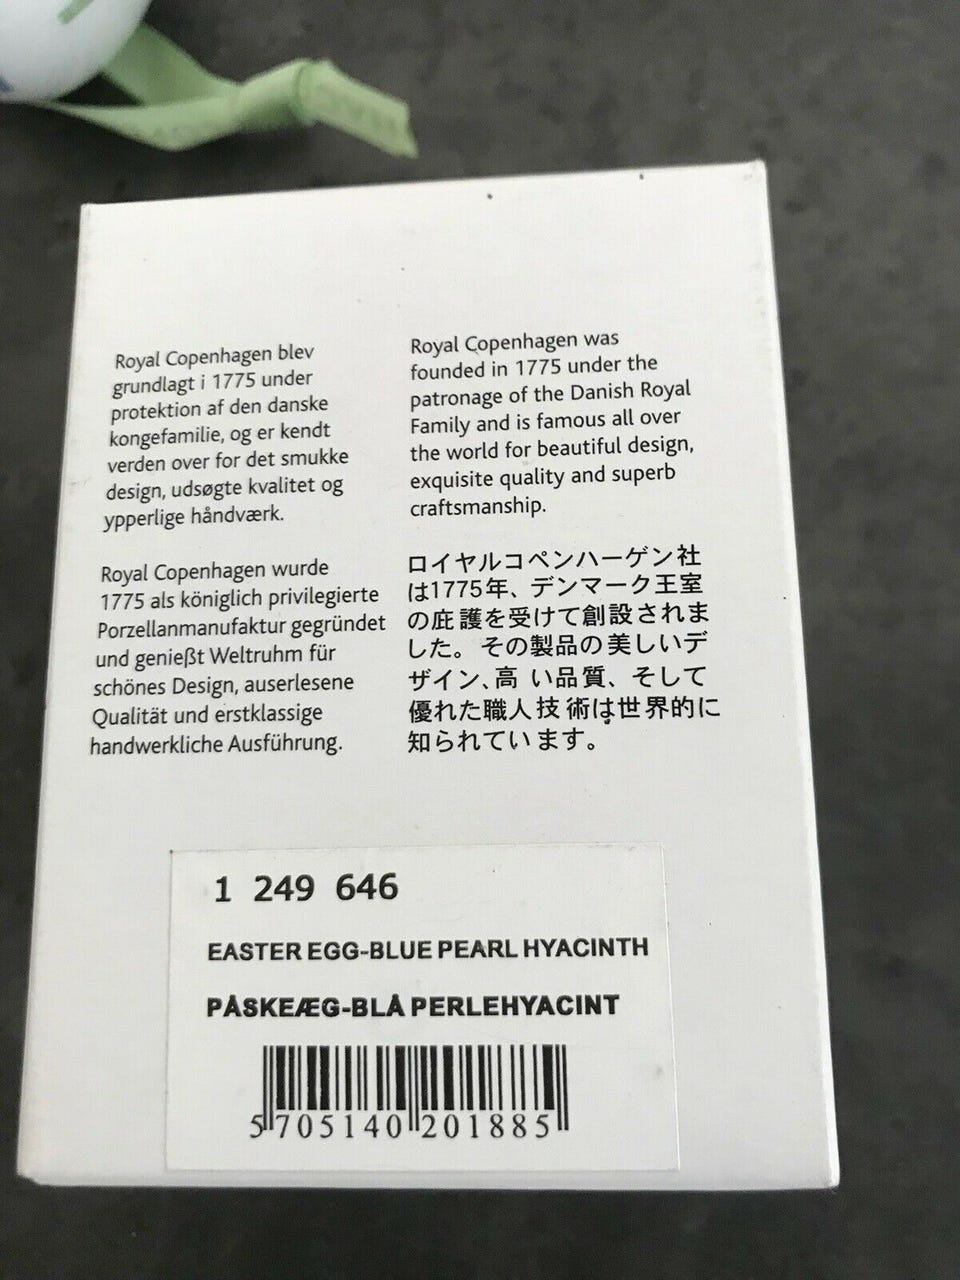 Royal Copenhagen blev
grundlagt i 1775 under
protektion af den danske
kongefamilie, og er kendt
verden over for det smukke
design, udsøgte kvalitet og
ypperlige håndværk.
Royal Copenhagen was
founded in 1775 under the
patronage of the Danish Royal
Family and is famous all over
the world for beautiful design,
exquisite quality and superb
craftsmanship.
Royal Copenhagen wurde
1775 als königlich privilegierte
Porzellanmanufaktur gegründet
und genießt Weltruhm für
schönes Design, auserlesene
Qualität und erstklassige
handwerkliche Ausführung.
ロイヤルコペンハーゲン社
は1775年、デンマーク王室
の庇護を受けて創設されま
した。その製品の美しいデ
ザイン、高い品質、そして
優れた職人技術は世界的に
知られています。
1 249 646
EASTER EGG-BLUE PEARL HYACINTH
PÅSKEÆG-BLÅ PERLEHYACINT
5 705140 201885